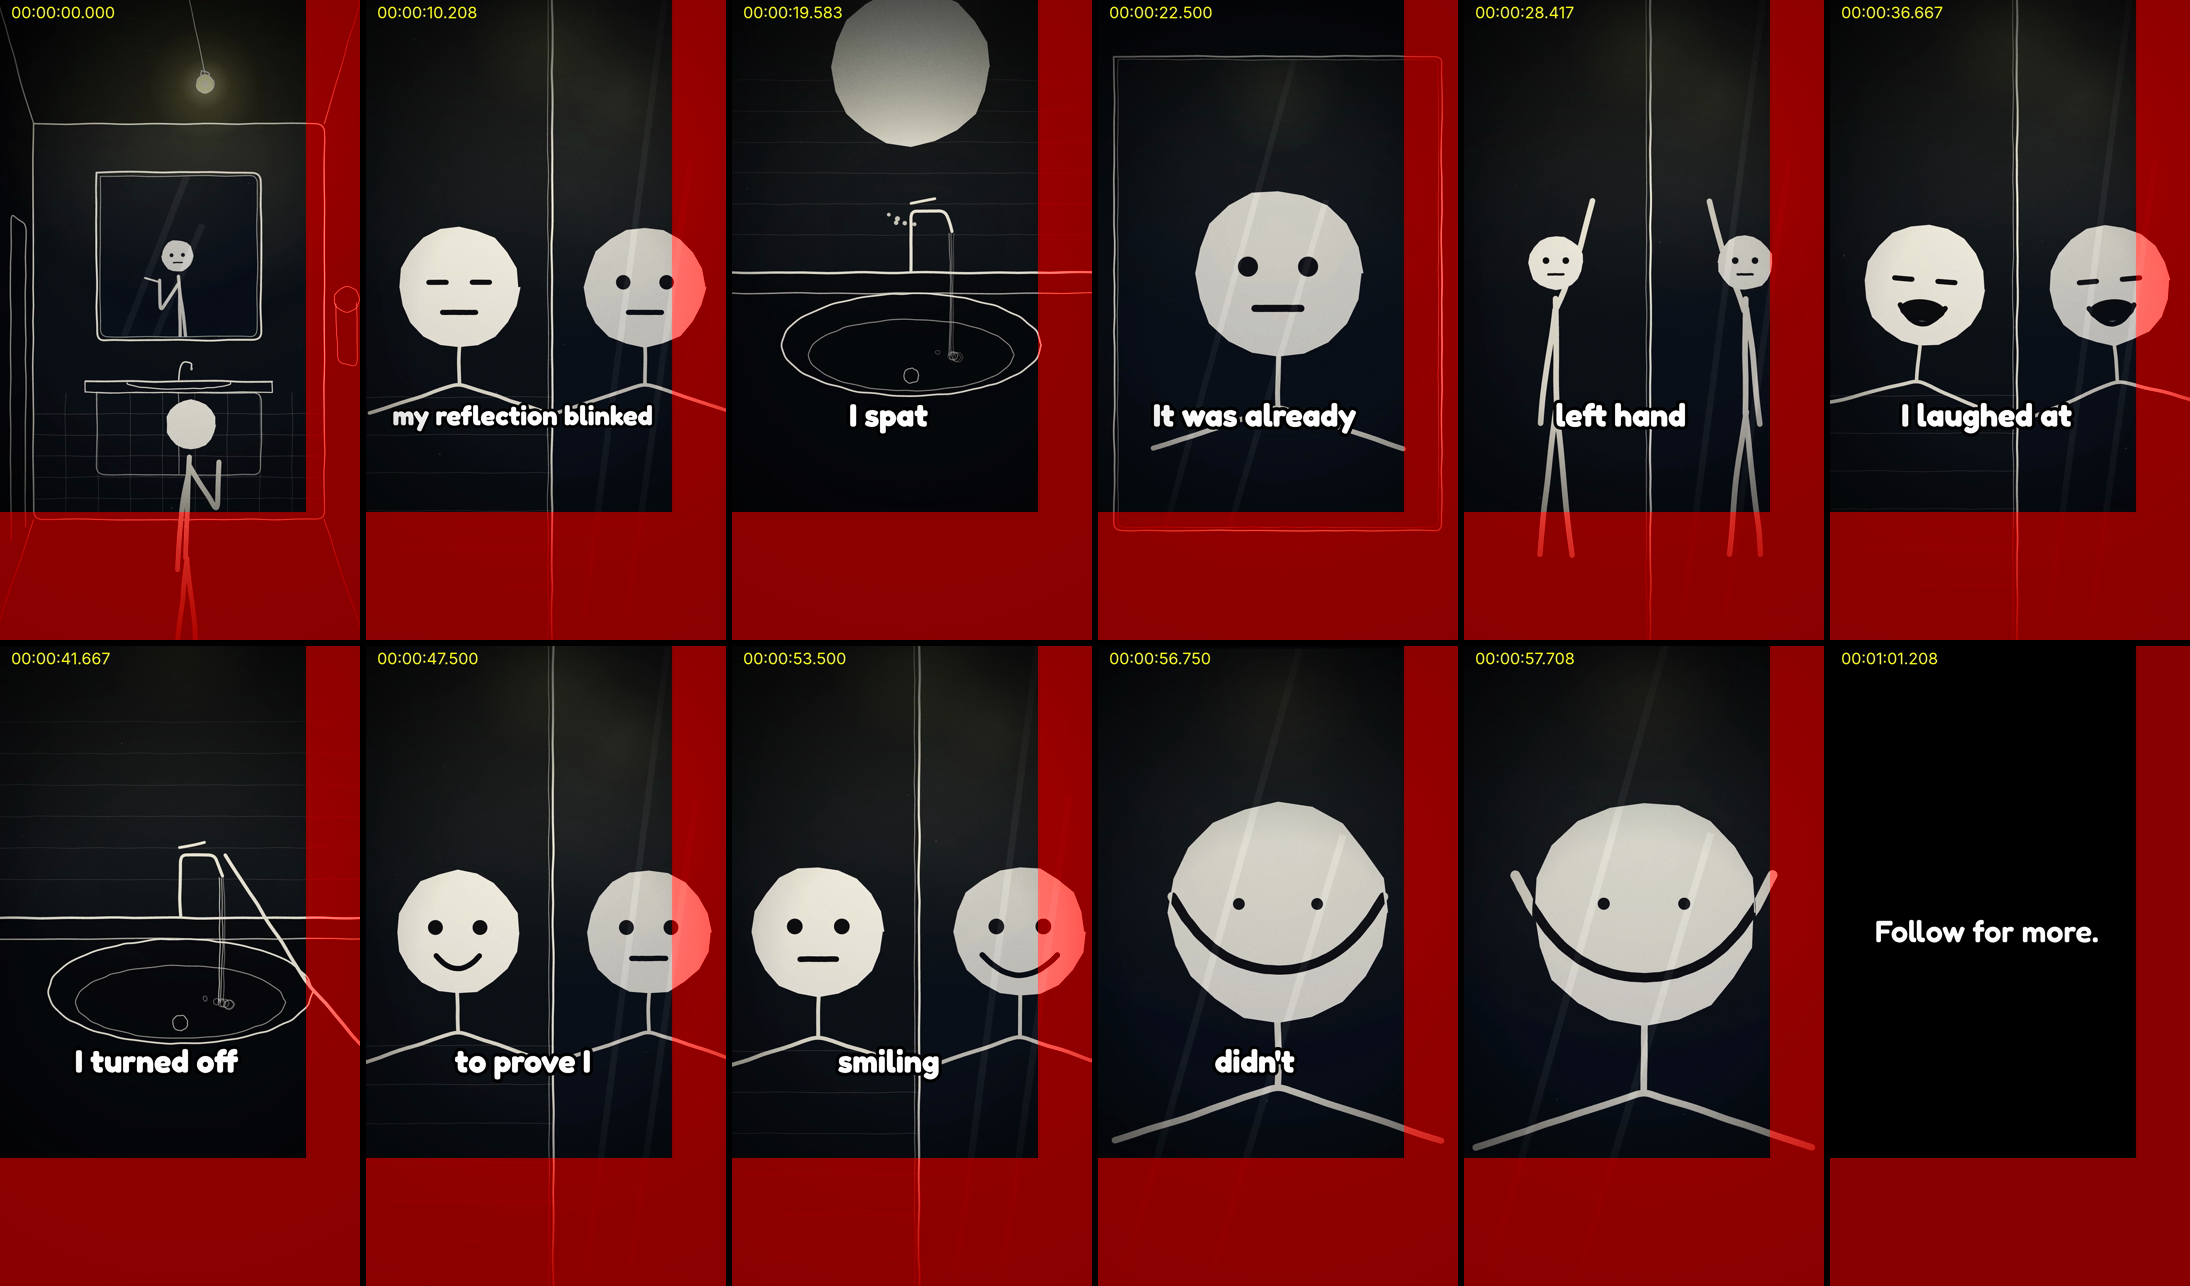 00:00:00.000
00:00:10.208
my reflection blinked
00:00:19.583
I spat
00:00:22.500
It was already
00:00:28.417
left hand
00:00:36.667
I laughed at
00:00:41.667
I turned off
00:00:47.500
to prove I
00:00:53.500
smiling
00:00:56.750
didn't
00:00:57.708
00:01:01.208
Follow for more.